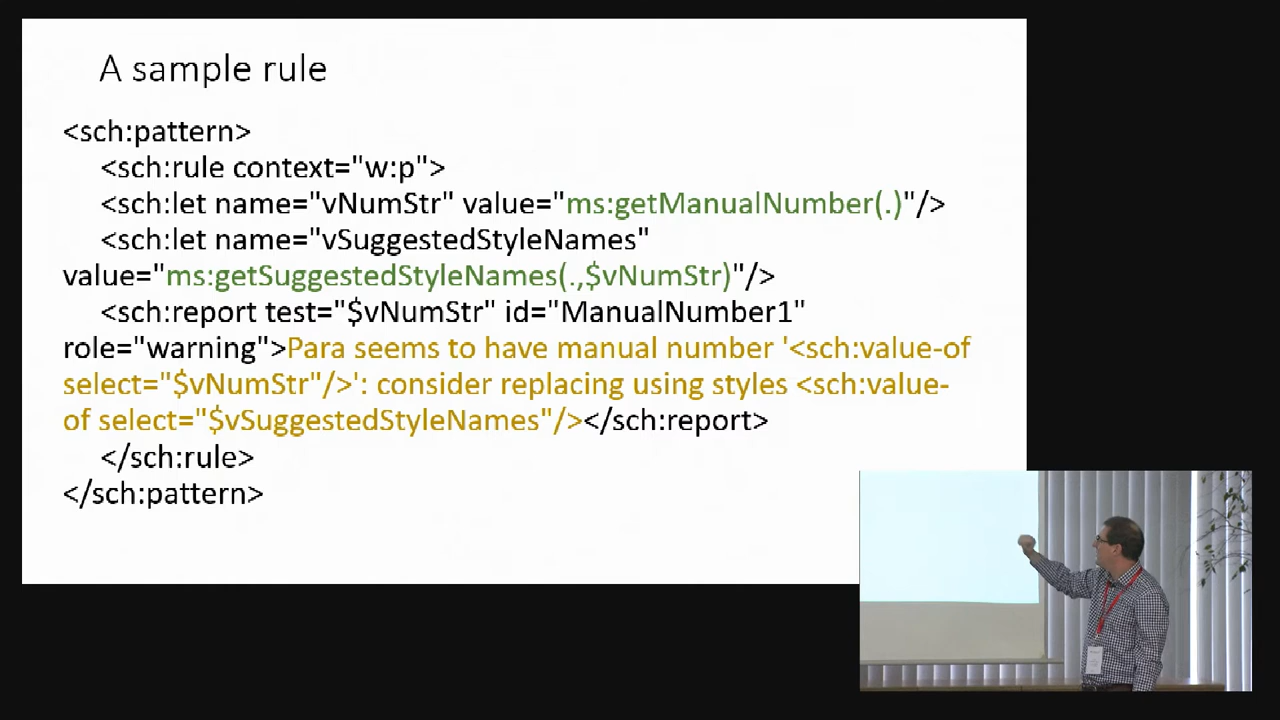 A sample rule
<sch:pattern>
<sch:rule context="w:p">
<sch:let name="vNumStr" value="ms:getManualNumber(.)"/>
<sch:let name="vSuggestedStyleNames"
value="ms:getSuggestedStyleNames(.,$vNumStr)"/>
<sch:report test="$vNumStr" id="ManualNumber1"
role="warning">Para seems to have manual number '<sch:value-of
select="$vNumStr"/>': consider replacing using styles <sch:value-
of select="$vSuggestedStyleNames"/></sch:report>
</sch:rule>
</sch:pattern>